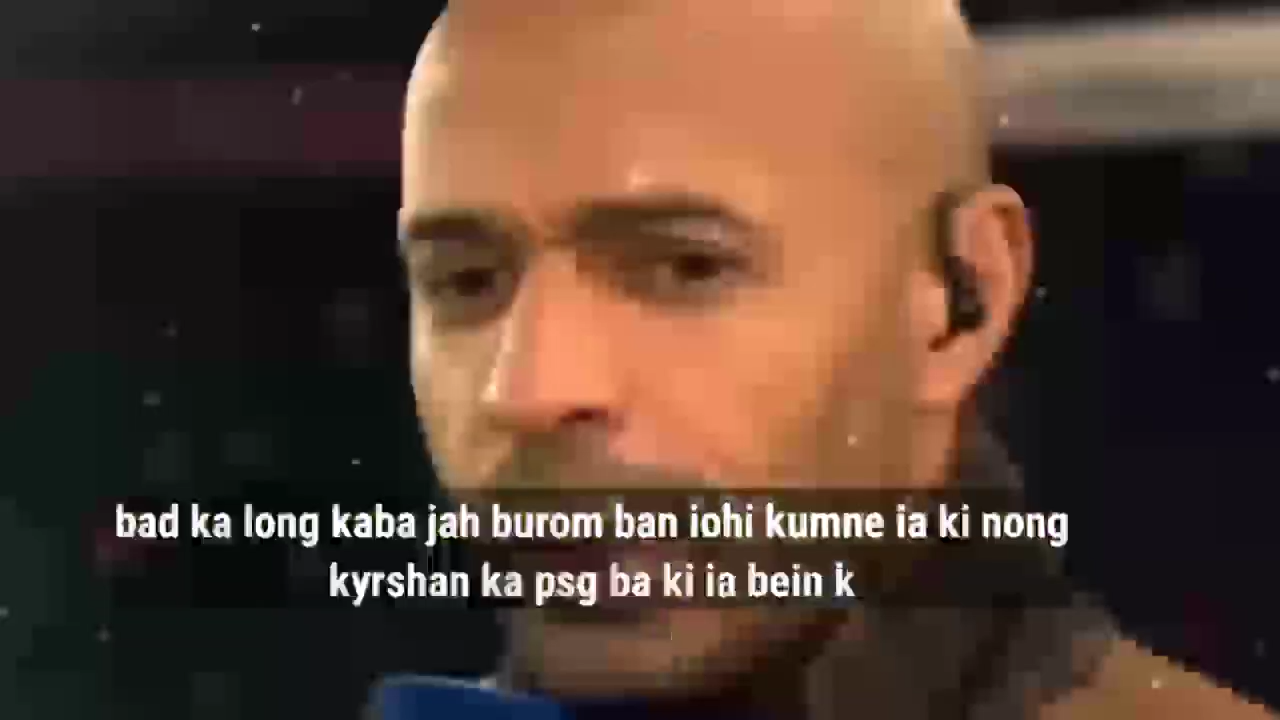 bad ka long kaba jah burom ban iohi kumne ia ki nong
kyrshan ka psg ba ki ia bein k